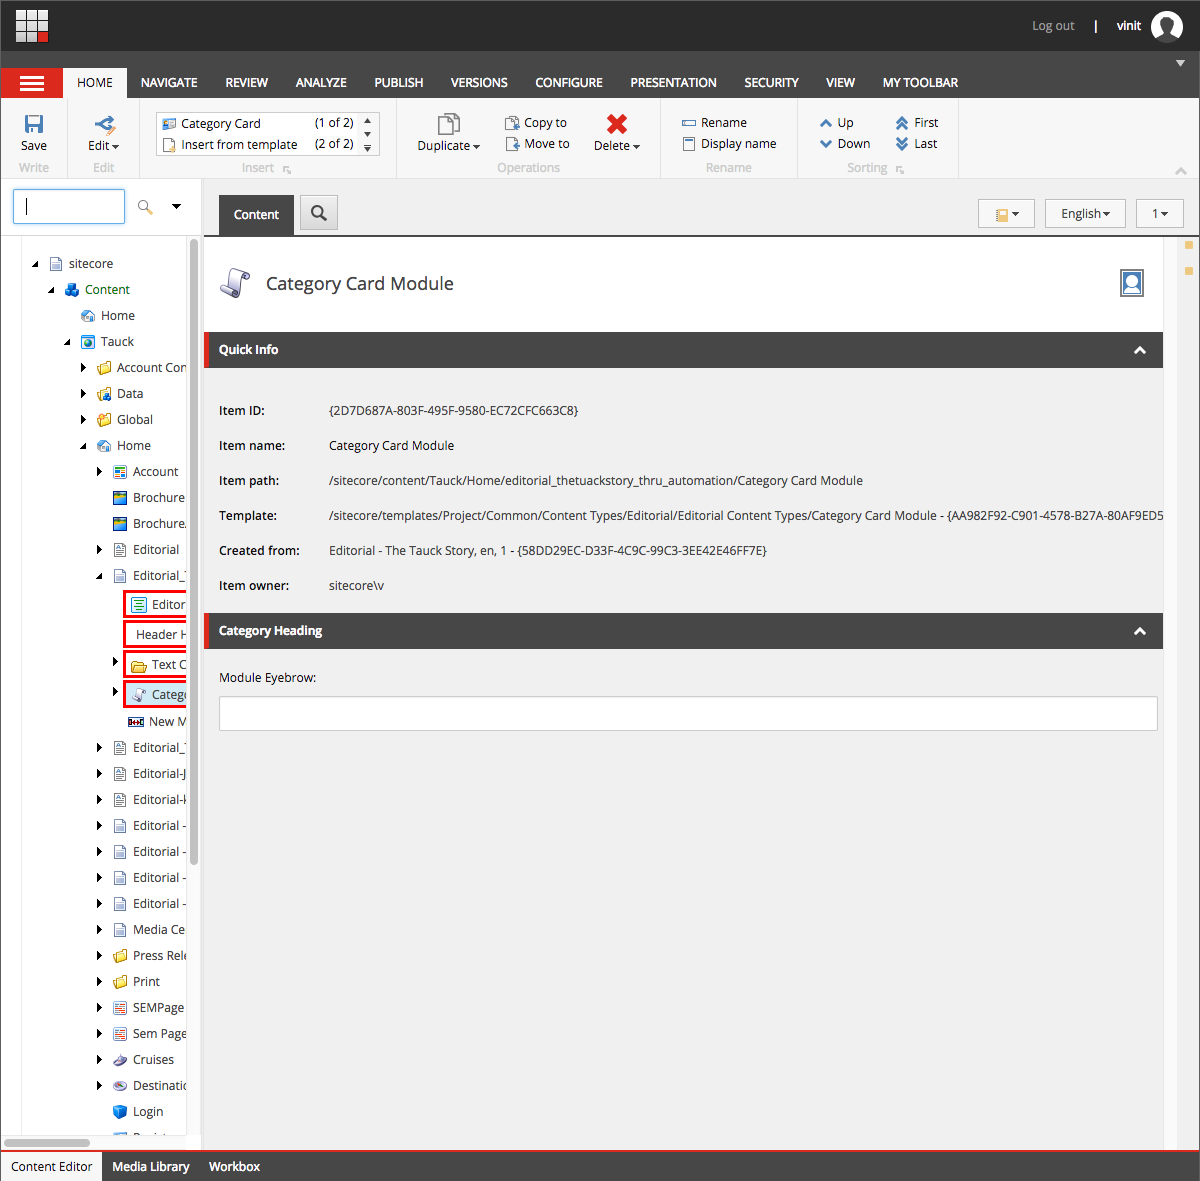 Log out | vinit
HOME NAVIGATE REVIEW ANALYZE PUBLISH VERSIONS CONFIGURE PRESENTATION SECURITY VIEW MY TOOLBAR
Save
Write
Edit
Edit
Category Card (1 of 2)
Insert from template (2 of 2)
Insert
Duplicate
Copy to
Move to
Delete
Operations
Rename
Display name
Rename
Up
Down
First
Last
Sorting
Content
English
1
sitecore
Content
Home
Tauck
Account Con
Data
Global
Home
Account
Brochure
Brochure
Editorial
Editorial_
Editor
Header H
Text C
Catego
New M
Editorial_
Editorial-J
Editorial-k
Editorial -
Editorial -
Editorial -
Editorial -
Media Ce
Press Rele
Print
SEMPage
Sem Page
Cruises
Destinatio
Login
Category Card Module
Quick Info
Item ID: {2D7D687A-803F-495F-9580-EC72CFC663C8}
Item name: Category Card Module
Item path: /sitecore/content/Tauck/Home/editorial_thetuackstory_thru_automation/Category Card Module
Template: /sitecore/templates/Project/Common/Content Types/Editorial/Editorial Content Types/Category Card Module - {AA982F92-C901-4578-B27A-80AF9ED5
Created from: Editorial - The Tauck Story, en, 1 - {58DD29EC-D33F-4C9C-99C3-3EE42E46FF7E}
Item owner: sitecore\v
Category Heading
Module Eyebrow:
Content Editor Media Library Workbox